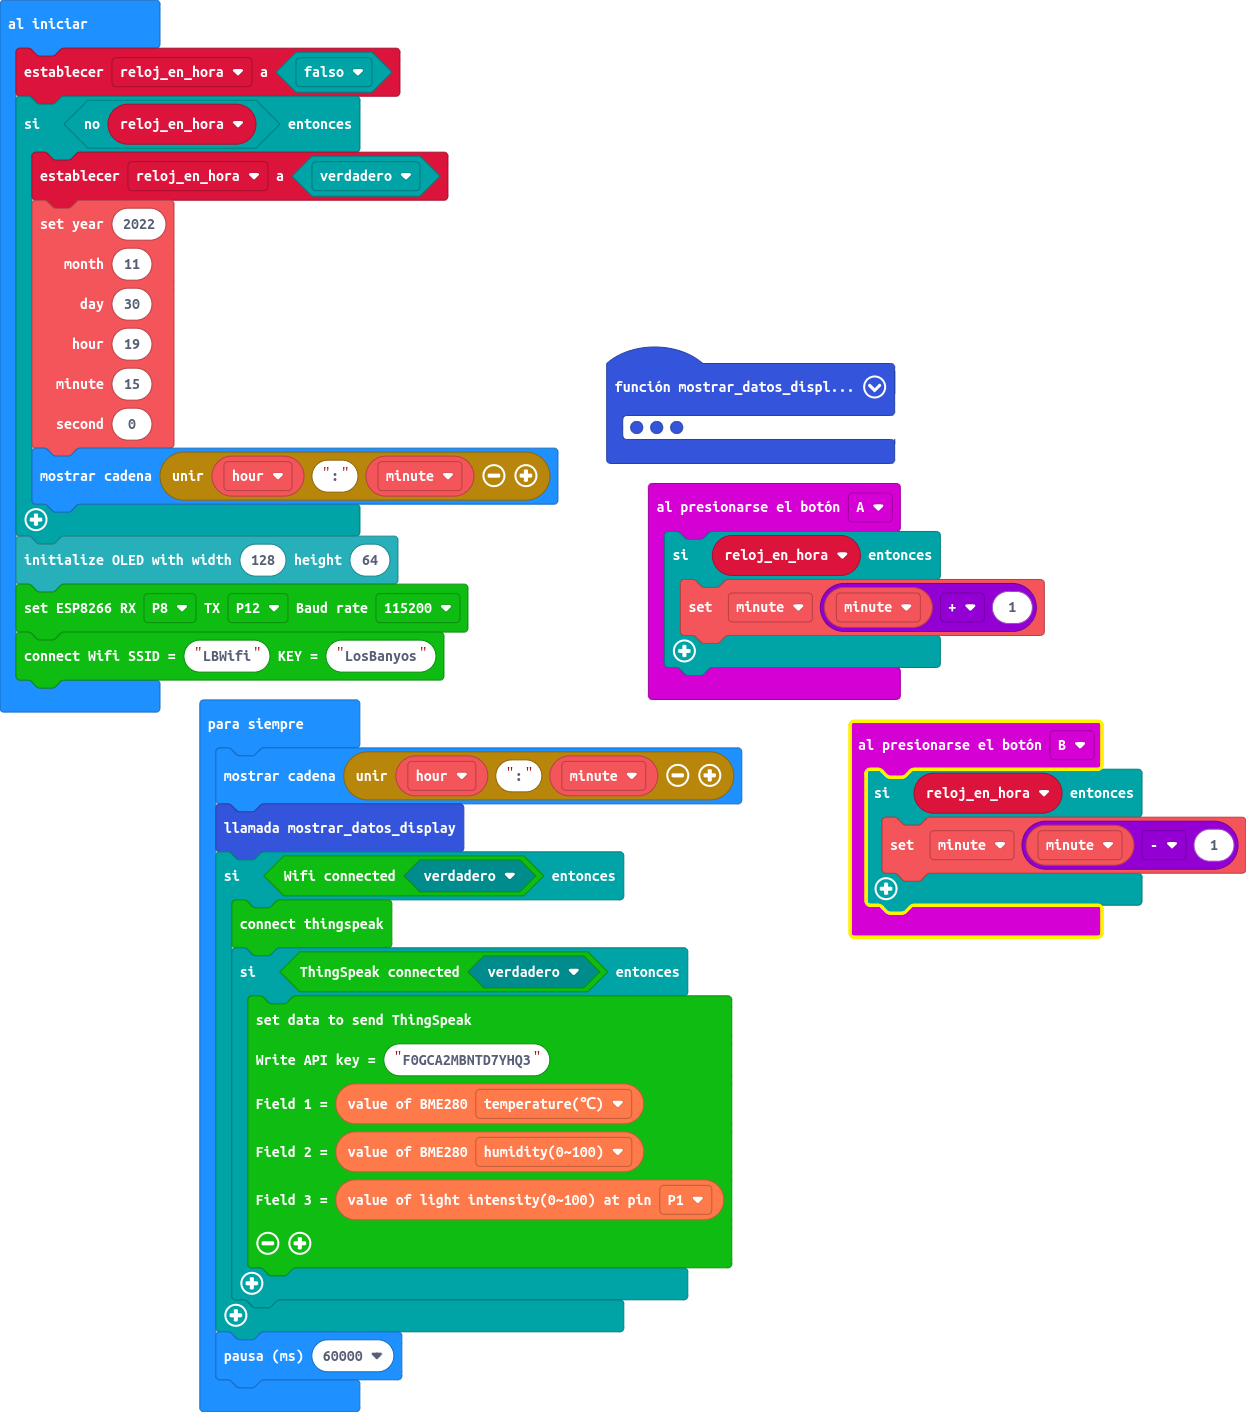 al iniciar
establecer reloj_en_hora a falso
si no reloj_en_hora entonces
establecer reloj_en_hora a verdadero
set year 2022
month 11
day 30
hour 19
minute 15
second 0
mostrar cadena unir hour ":" minute
initialize OLED with width 128 height 64
set ESP8266 RX P8 TX P12 Baud rate 115200
connect Wifi SSID = "LBWifi" KEY = "LosBanyos"
función mostrar_datos_displ...
al presionarse el botón A
si reloj_en_hora entonces
set minute minute + 1
al presionarse el botón B
si reloj_en_hora entonces
set minute minute - 1
para siempre
mostrar cadena unir hour ":" minute
llamada mostrar_datos_display
si Wifi connected verdadero entonces
connect thingspeak
si ThingSpeak connected verdadero entonces
set data to send ThingSpeak
Write API key = "F0GCA2MBNTD7YHQ3"
Field 1 = value of BME280 temperature(℃)
Field 2 = value of BME280 humidity(0~100)
Field 3 = value of light intensity(0~100) at pin P1
pausa (ms) 60000